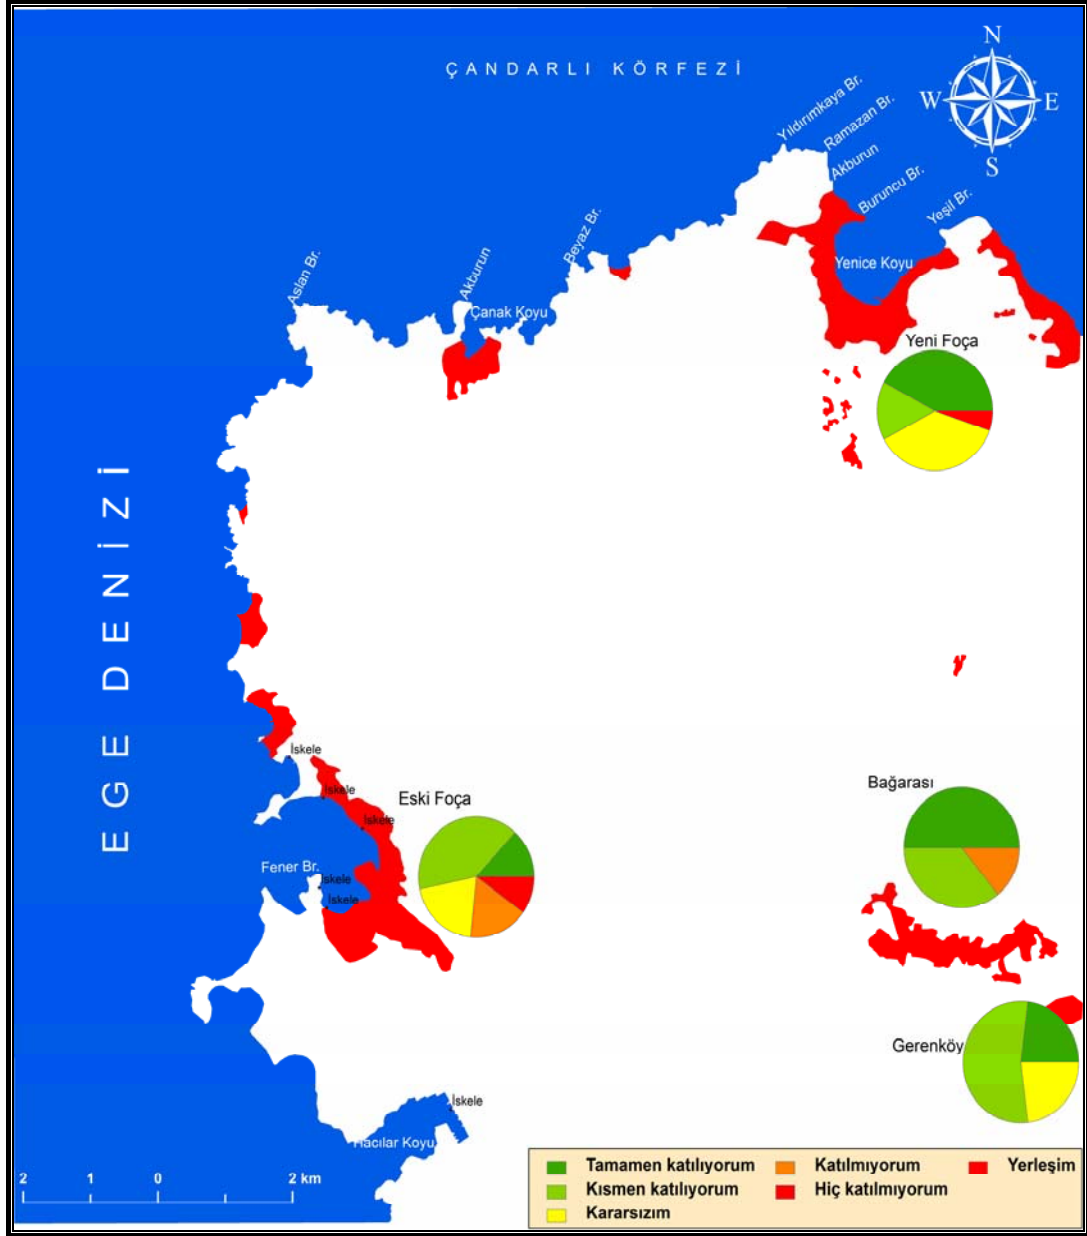 ÇANDARLI KÖRFEZİ
N
W
E
S
Yıldırımkaya Br.
Ramazan Br.
Akburun
Buruncu Br.
Yeşil Br.
Beyaz Br.
Akburun
Aslan Br.
Yenice Koyu
Çanak Koyu
Yeni Foça
EGE DENİZİ
İskele
İskele
Bağarası
Eski Foça
İskele
Fener Br.
İskele
İskele
Gerenköy
İskele
Hacılar Koyu
Tamamen katılıyorum
Katılmıyorum
Yerleşim
Kısmen katılıyorum
Hiç katılmıyorum
Kararsızım
2 1 0 2 km